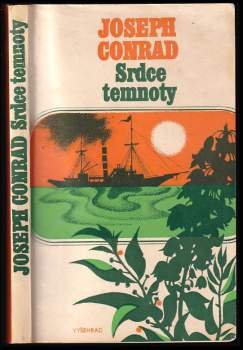 JOSEPH CONRAD Srdce temnoty
JOSEPH
CONRAD
Srdce
temnoty
VYŠEHRAD